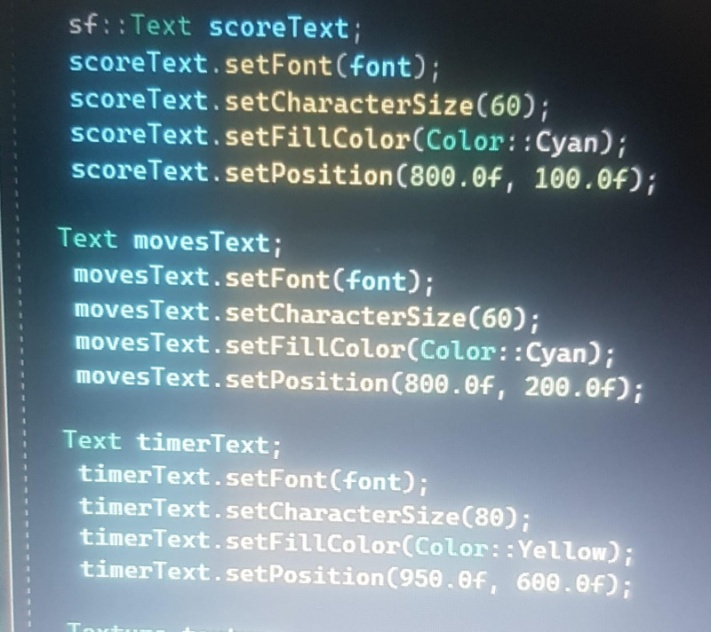 sf::Text scoreText;
scoreText.setFont(font);
scoreText.setCharacterSize(60);
scoreText.setFillColor(Color::Cyan);
scoreText.setPosition(800.0f, 100.0f);
Text movesText;
movesText.setFont(font);
movesText.setCharacterSize(60);
movesText.setFillColor(Color::Cyan);
movesText.setPosition(800.0f, 200.0f);
Text timerText;
timerText.setFont(font);
timerText.setCharacterSize(80);
timerText.setFillColor(Color::Yellow);
timerText.setPosition(950.0f, 600.0f);
Texture